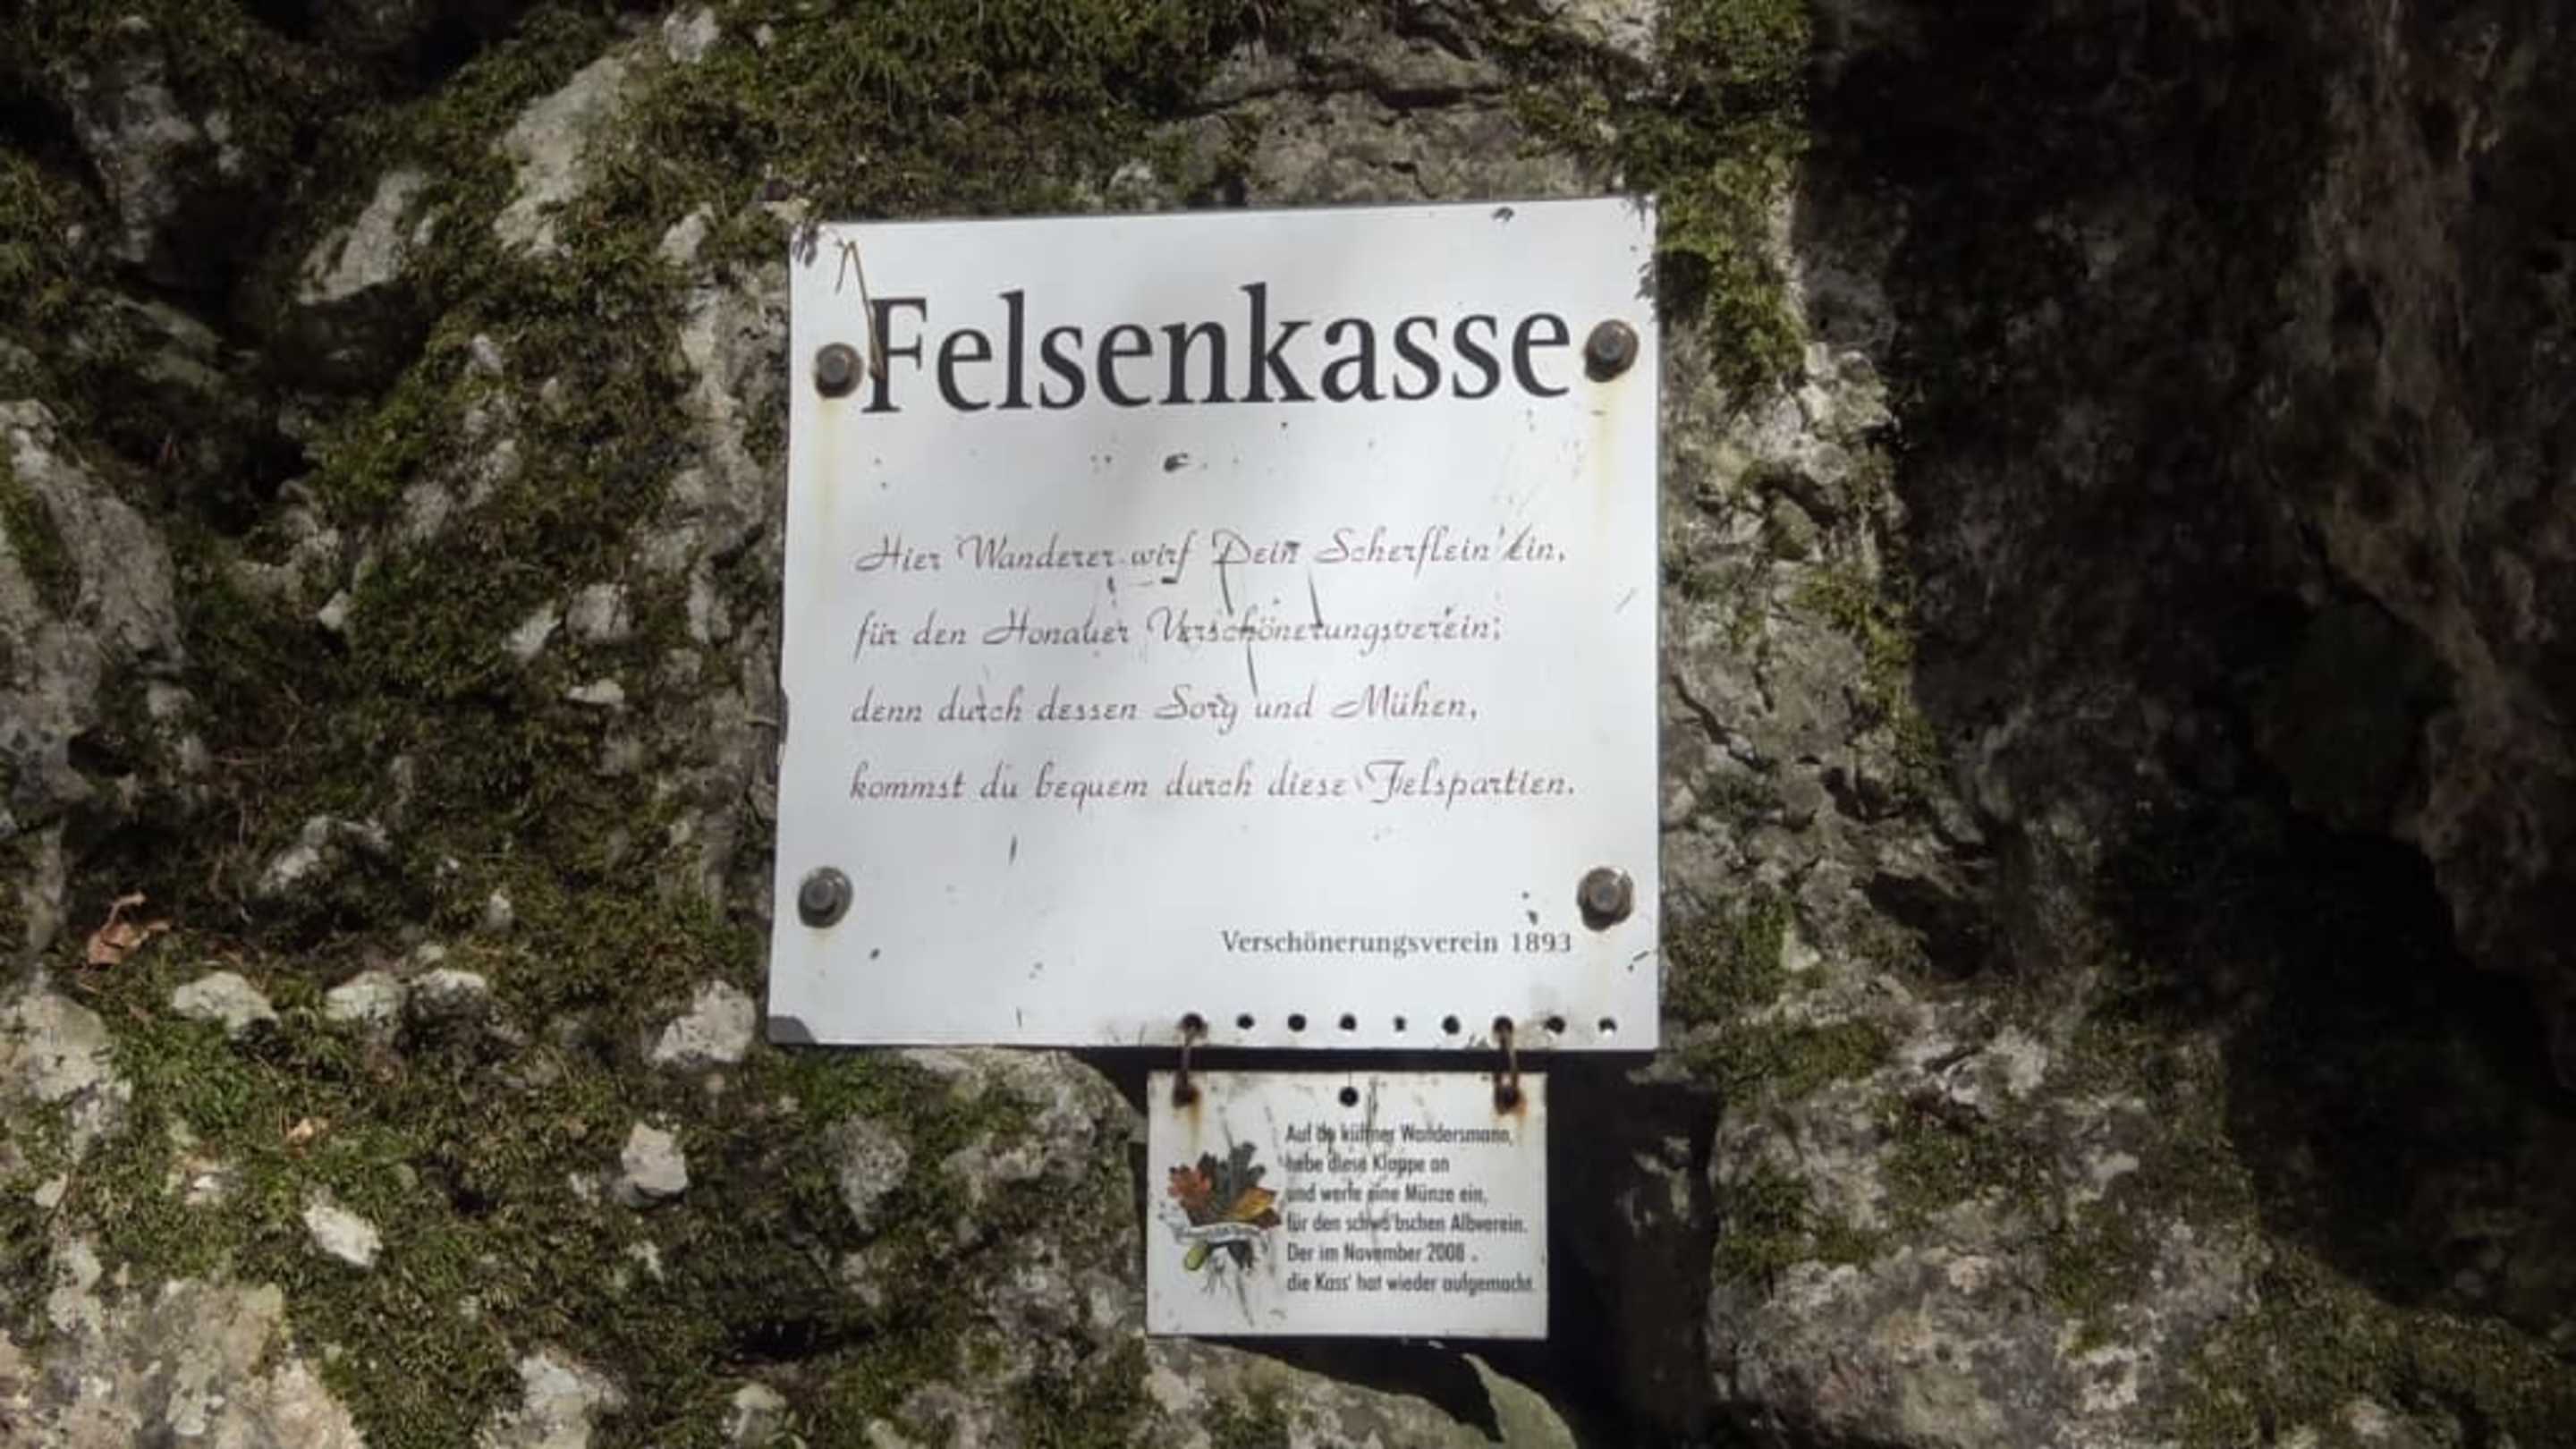 Felsenkasse
Hier Wanderer wirf Dein Scherflein ein,
für den Honauer Verschönerungsverein;
denn durch dessen Sorg und Mühen,
kommst du bequem durch diese Felspartien.
Verschönerungsverein 1893
Auf du kühner Wandersmann,
hebe diese Klappe an
und werfe eine Münze ein,
für den schwä'bschen Albverein.
Der im November 2008 .
die Kass' hat wieder aufgemacht.